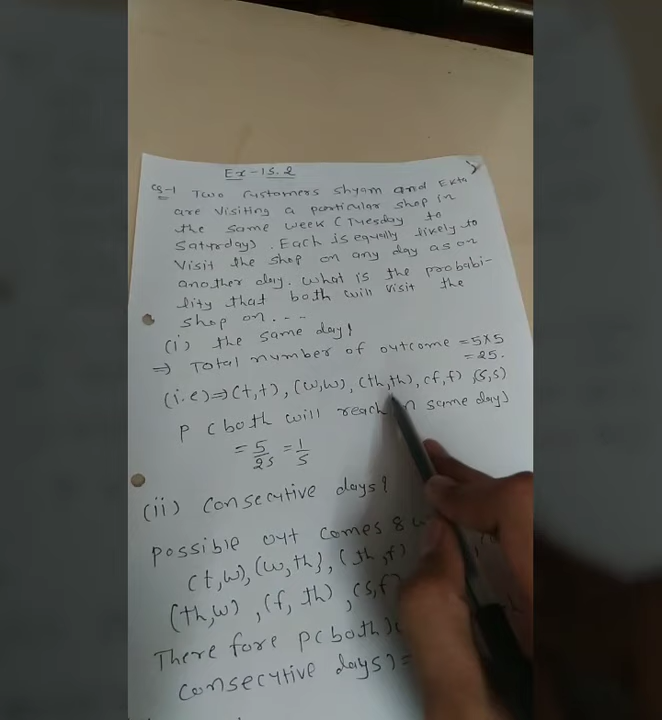 Ex-15.2
Q-1 Two customers shyam and Ekta
are visiting a particular shop in
the same week (Tuesday to
Saturday). Each is equally likely to
visit the shop on any day as on
another day. what is the probabi-
lity that both will visit the
shop on...
(i) the same day?
⇒ Total number of outcome = 5x5
= 25.
(i.e) ⇒ (t,t), (w,w), (th,th), (f,f) (s,s)
P (both will reach on same day)
= 5/25 = 1/5
(ii) consecutive days?
possible out comes 8
(t,w), (w,th), (th,f)
(th,w), (f,th), (s,f)
There fore P(both)
consecutive days) =